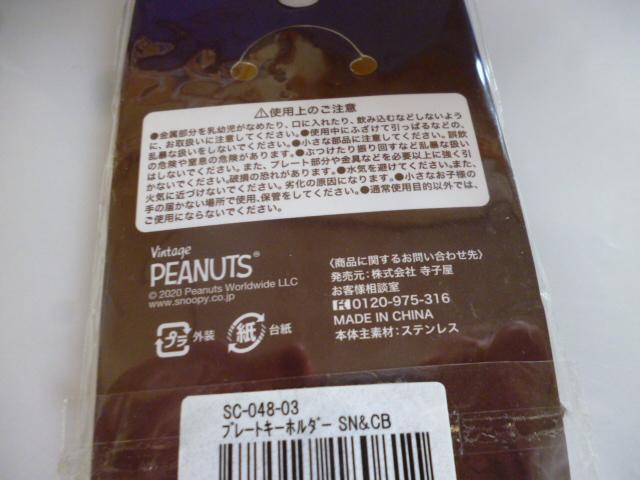 ⚠使用上のご注意
●金属部分を乳幼児がなめたり、口に入れたり、飲み込むなどしないよう
に、お取扱いに注意してください。●使用中にふざけて引っぱるなどの、
乱暴な扱いをしないでください。●小さな部品に注意してください。誤飲
の危険や窒息の危険があります。●ぶつけたり振り回すなど乱暴な扱い
はしないでください。また、プレート部分や金具などを必要以上に強く引
かないでください。破損の恐れがあります。●水気を避けてください。また、
火気に近づけないでください。劣化の原因になります。●小さなお子様の
手の届かない場所で使用、保管をしてください。●通常使用目的以外では、
ご使用にならないでください。
Vintage
PEANUTS®
© 2020 Peanuts Worldwide LLC
www.snoopy.co.jp
プラ 外装
紙 台紙
〈商品に関するお問い合わせ先〉
発売元：株式会社 寺子屋
お客様相談室
0120-975-316
MADE IN CHINA
本体主素材：ステンレス
SC-048-03
プレートキーホルダー SN&CB